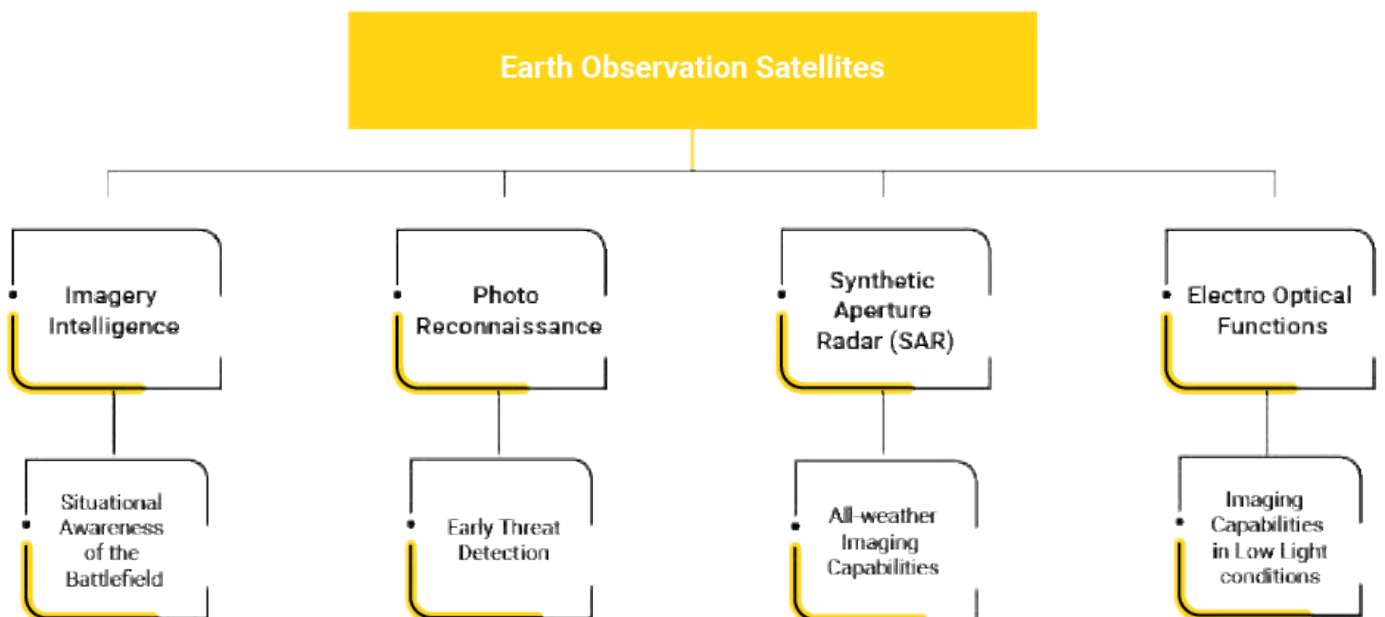 Earth Observation Satellites
Imagery
Intelligence
Photo
Reconnaissance
Synthetic
Aperture
Radar (SAR)
Electro Optical
Functions
Situational
Awareness
of the
Battlefield
Early Threat
Detection
All-weather
Imaging
Capabilities
Imaging
Capabilities
in Low Light
conditions